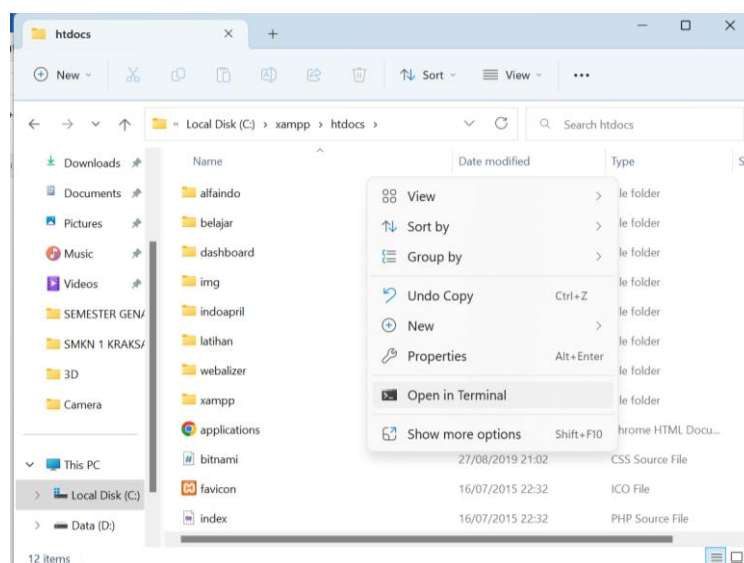 htdocs
New
Sort
View
Local Disk (C:) > xampp > htdocs >
Search htdocs
Name
Date modified
Type
S
Downloads
Documents
Pictures
Music
Videos
SEMESTER GENA
SMKN 1 KRAKSA
3D
Camera
This PC
Local Disk (C:)
Data (D:)
alfaindo
belajar
dashboard
img
indoapril
latihan
webalizer
xampp
applications
bitnami 27/08/2019 21:02 CSS Source File
favicon 16/07/2015 22:32 ICO File
index 16/07/2015 22:32 PHP Source File
View
Sort by
Group by
Undo Copy Ctrl+Z
New
Properties Alt+Enter
Open in Terminal
Show more options Shift+F10
le folder
le folder
le folder
le folder
le folder
le folder
le folder
le folder
hrome HTML Docu...
12 items